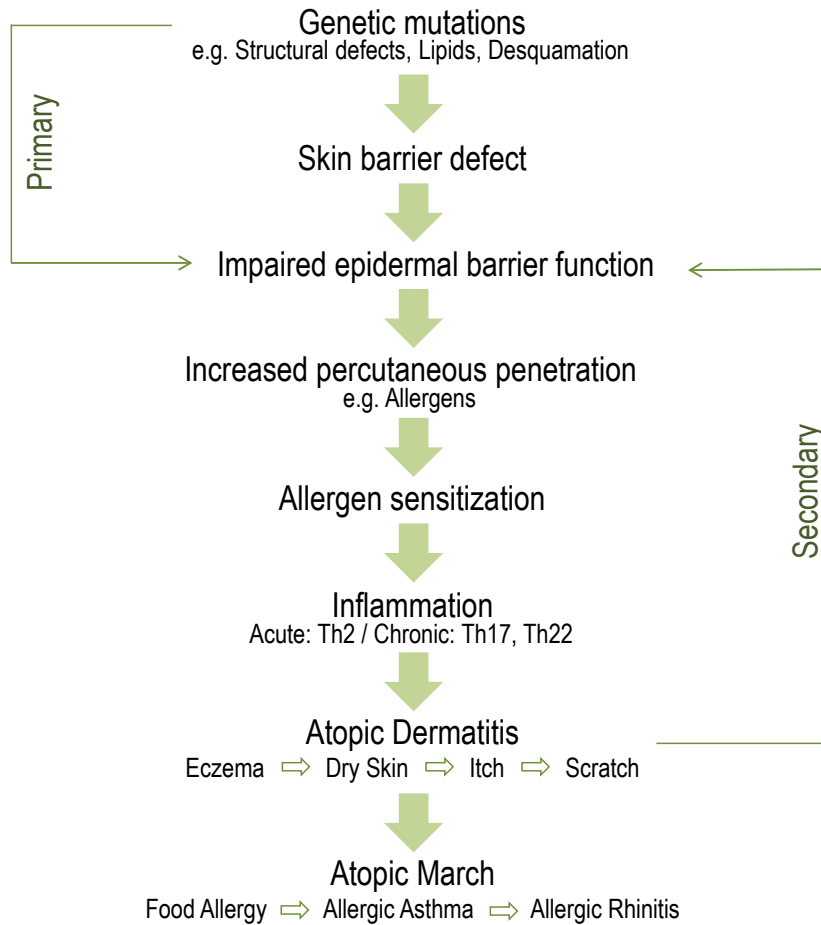 Genetic mutations
e.g. Structural defects, Lipids, Desquamation
Primary
Skin barrier defect
Impaired epidermal barrier function
Increased percutaneous penetration
e.g. Allergens
Secondary
Allergen sensitization
Inflammation
Acute: Th2 / Chronic: Th17, Th22
Atopic Dermatitis
Eczema ⇨ Dry Skin ⇨ Itch ⇨ Scratch
Atopic March
Food Allergy ⇨ Allergic Asthma ⇨ Allergic Rhinitis